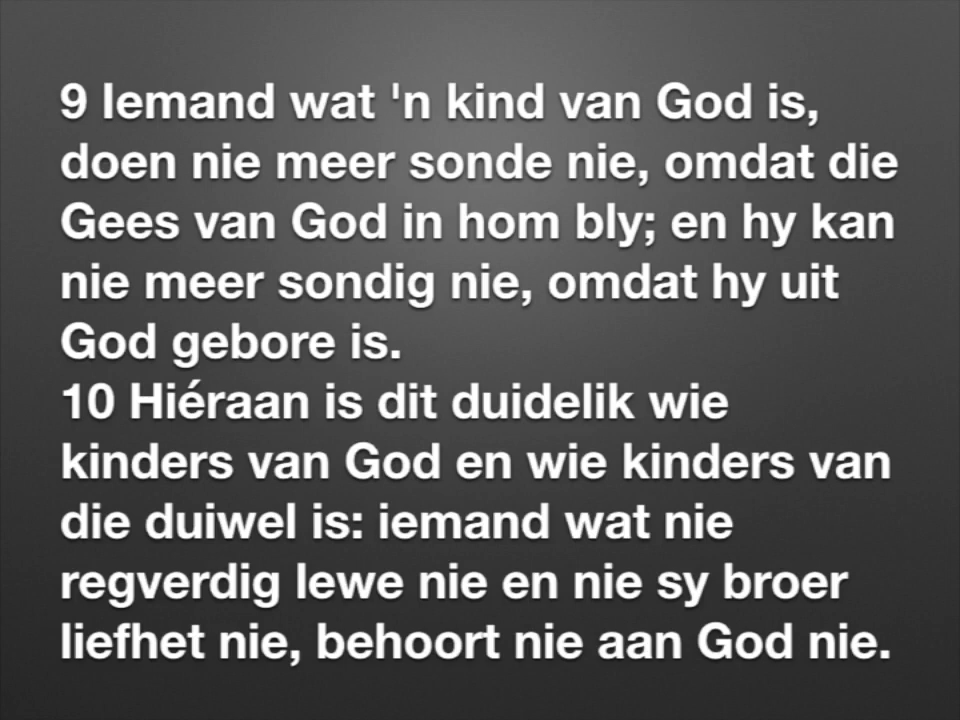 9 Iemand wat 'n kind van God is,
doen nie meer sonde nie, omdat die
Gees van God in hom bly; en hy kan
nie meer sondig nie, omdat hy uit
God gebore is.
10 Hiéraan is dit duidelik wie
kinders van God en wie kinders van
die duiwel is: iemand wat nie
regverdig lewe nie en nie sy broer
liefhet nie, behoort nie aan God nie.